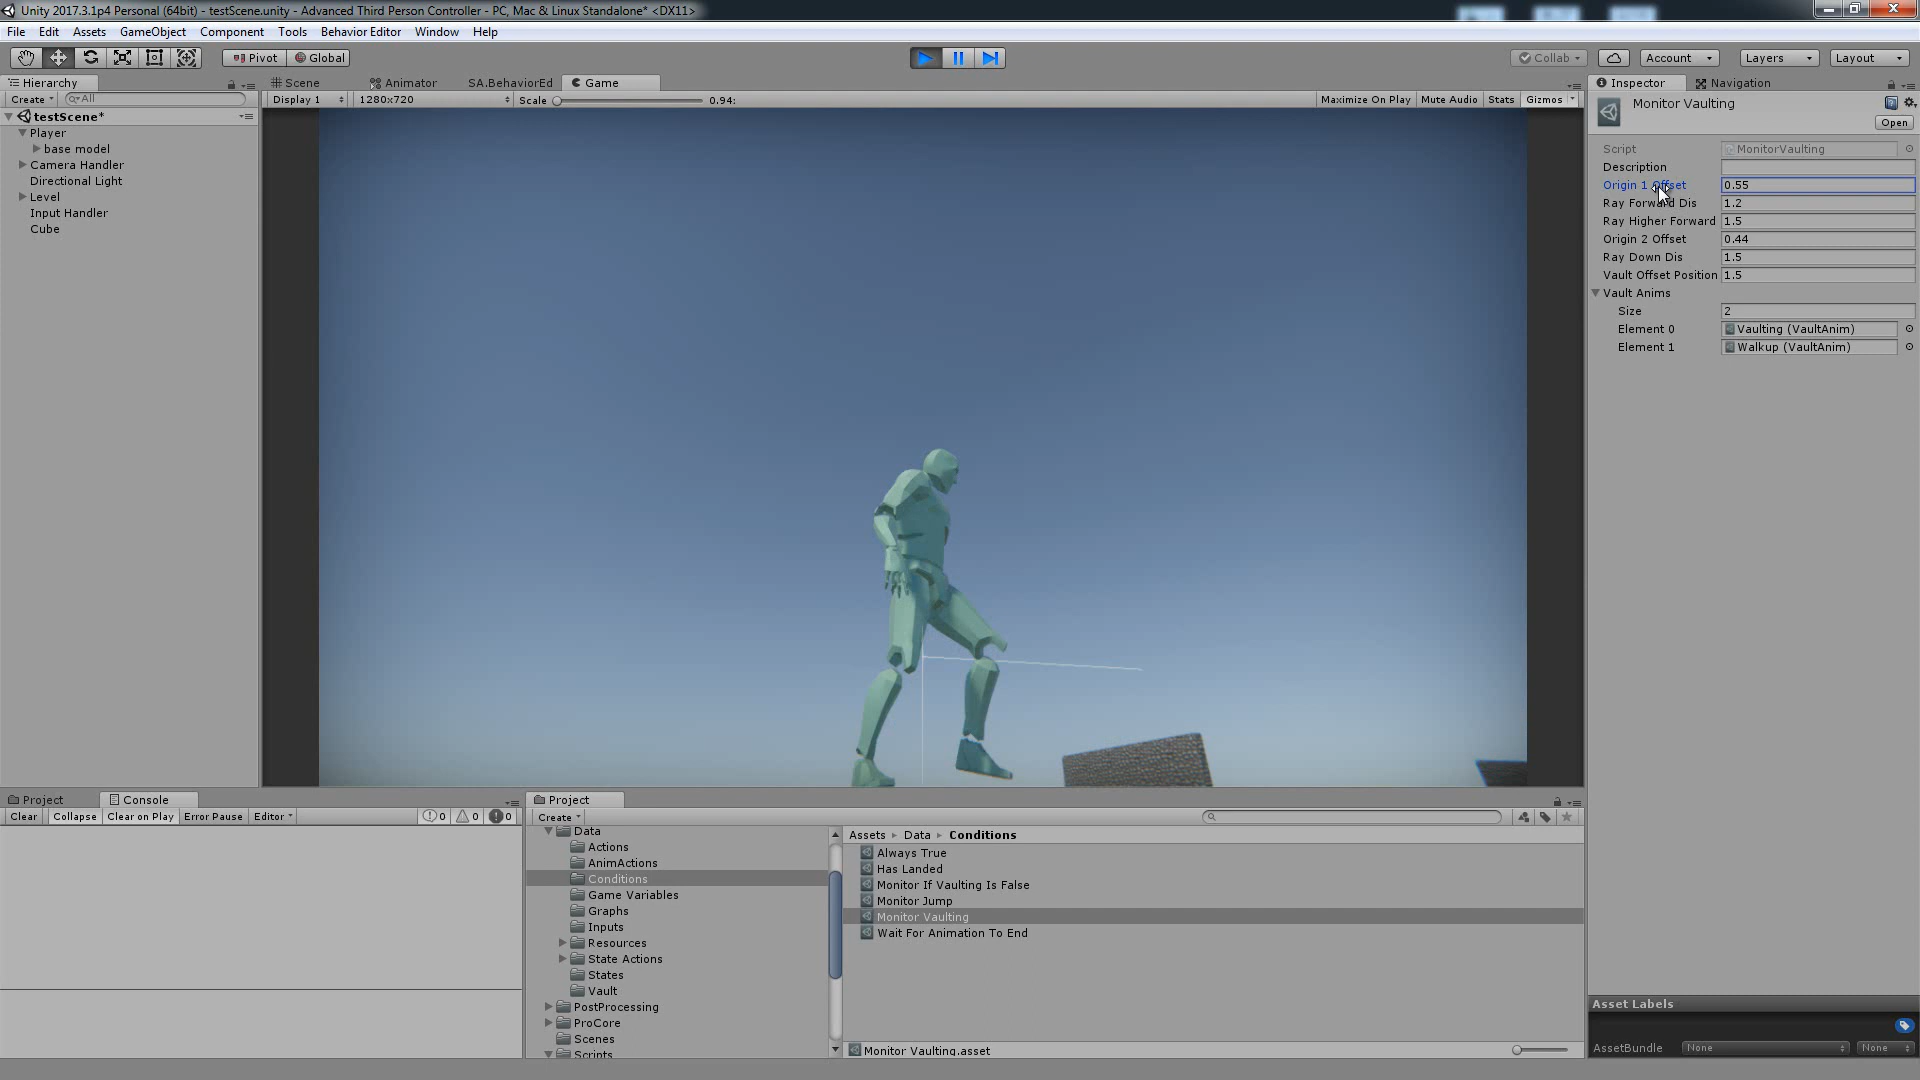 Unity 2017.3.1p4 Personal (64bit) - testScene.unity - Advanced Third Person Controller - PC, Mac & Linux Standalone* <DX11>
File Edit Assets GameObject Component Tools Behavior Editor Window Help
Pivot Global Collab Account Layers Layout
Hierarchy Scene Animator SA.BehaviorEd Game Inspector Navigation
Create All Display 1 1280x720 Scale 0.94: Maximize On Play Mute Audio Stats Gizmos
Monitor Vaulting
Open
testScene*
Player
base model
Camera Handler
Directional Light
Level
Input Handler
Cube
Script MonitorVaulting
Description
Origin 1 Offset 0.55
Ray Forward Dis 1.2
Ray Higher Forward 1.5
Origin 2 Offset 0.44
Ray Down Dis 1.5
Vault Offset Position 1.5
Vault Anims
Size 2
Element 0 Vaulting (VaultAnim)
Element 1 Walkup (VaultAnim)
Project Console
Clear Collapse Clear on Play Error Pause Editor 0 0 0
Project
Create
Data
Actions
AnimActions
Conditions
Game Variables
Graphs
Inputs
Resources
State Actions
States
Vault
PostProcessing
ProCore
Scenes
Scripts
Assets Data Conditions
Always True
Has Landed
Monitor If Vaulting Is False
Monitor Jump
Monitor Vaulting
Wait For Animation To End
Monitor Vaulting.asset
Asset Labels
AssetBundle None None